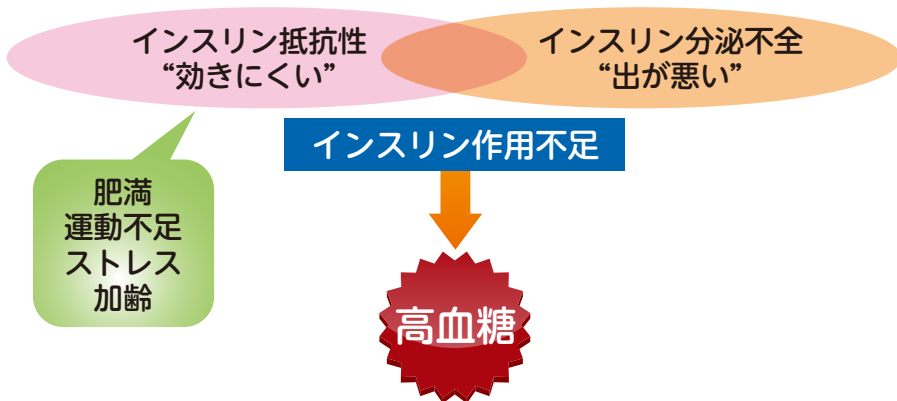 インスリン抵抗性
“効きにくい”
インスリン分泌不全
“出が悪い”
インスリン作用不足
肥満
運動不足
ストレス
加齢
高血糖